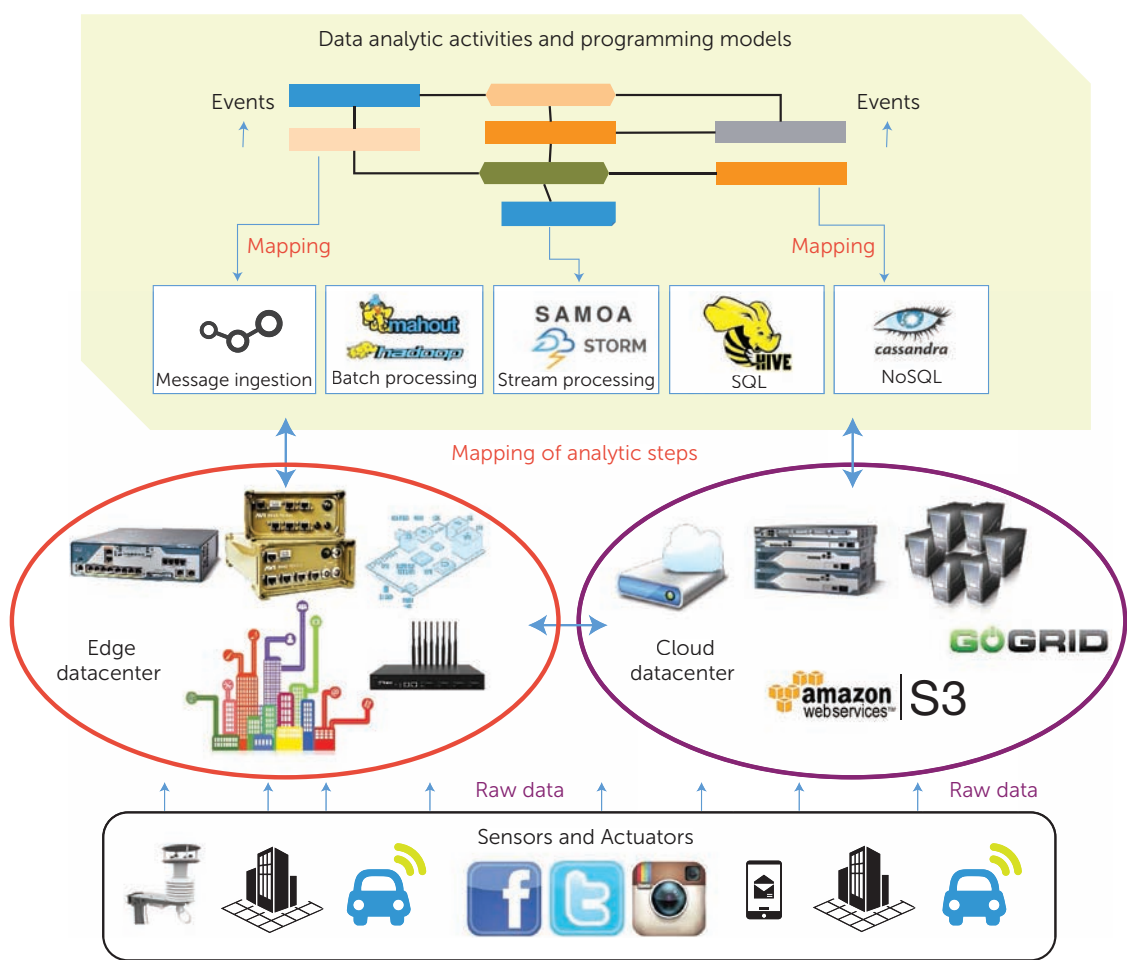 Data analytic activities and programming models
Events
Events
Mapping
Mapping
mahout
hadoop
Message ingestion
Batch processing
SAMOA
STORM
Stream processing
HIVE
SQL
cassandra
NoSQL
Mapping of analytic steps
Edge
datacenter
Cloud
datacenter
GOGRID
amazon
webservices™
S3
Raw data
Raw data
Sensors and Actuators